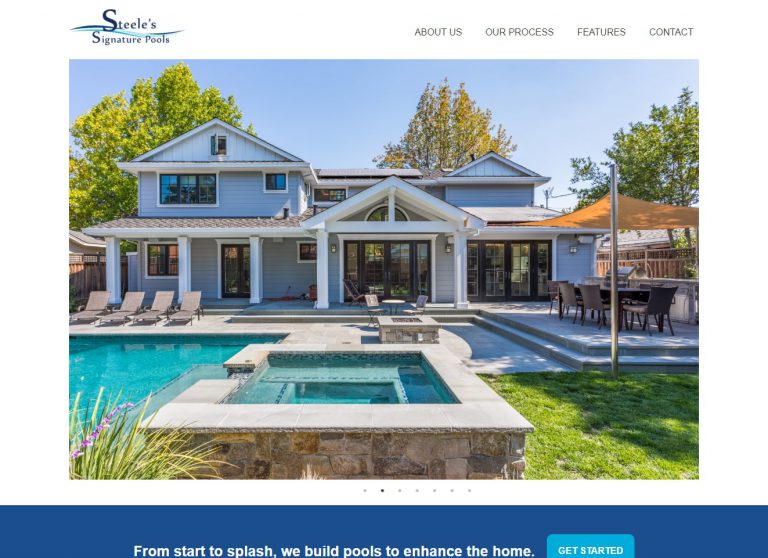 Steele's
Signature Pools
ABOUT US OUR PROCESS FEATURES CONTACT
From start to splash, we build pools to enhance the home. GET STARTED